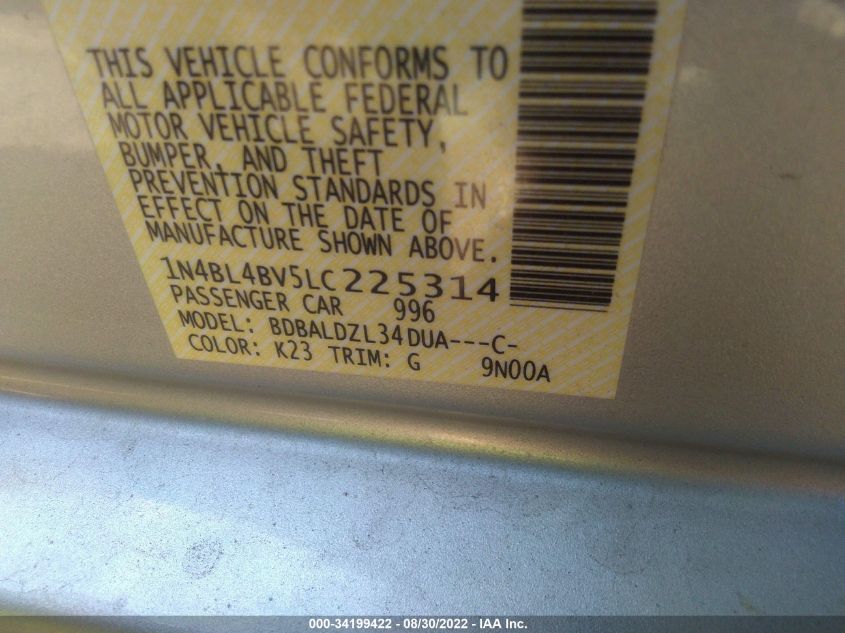 THIS VEHICLE CONFORMS TO
ALL APPLICABLE FEDERAL
MOTOR VEHICLE SAFETY,
BUMPER, AND THEFT
PREVENTION STANDARDS IN
EFFECT ON THE DATE OF
MANUFACTURE SHOWN ABOVE.
1N4BL4BV5LC225314
PASSENGER CAR 996
MODEL: BDBALDZL34DUA---C-
COLOR: K23 TRIM: G 9N00A
000-34199422 - 08/30/2022 - IAA Inc.